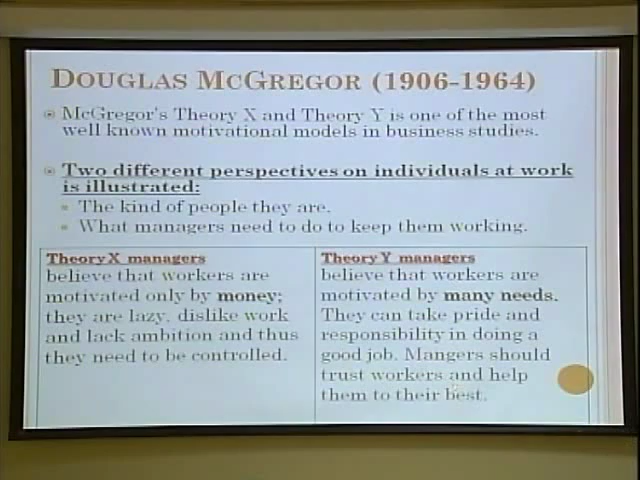 DOUGLAS MCGREGOR (1906-1964)
McGregor's Theory X and Theory Y is one of the most
well known motivational models in business studies.
Two different perspectives on individuals at work
is illustrated:
The kind of people they are.
What managers need to do to keep them working.
Theory X managers
believe that workers are
motivated only by money;
they are lazy, dislike work
and lack ambition and thus
they need to be controlled.
Theory Y managers
believe that workers are
motivated by many needs.
They can take pride and
responsibility in doing a
good job. Mangers should
trust workers and help
them to their best.